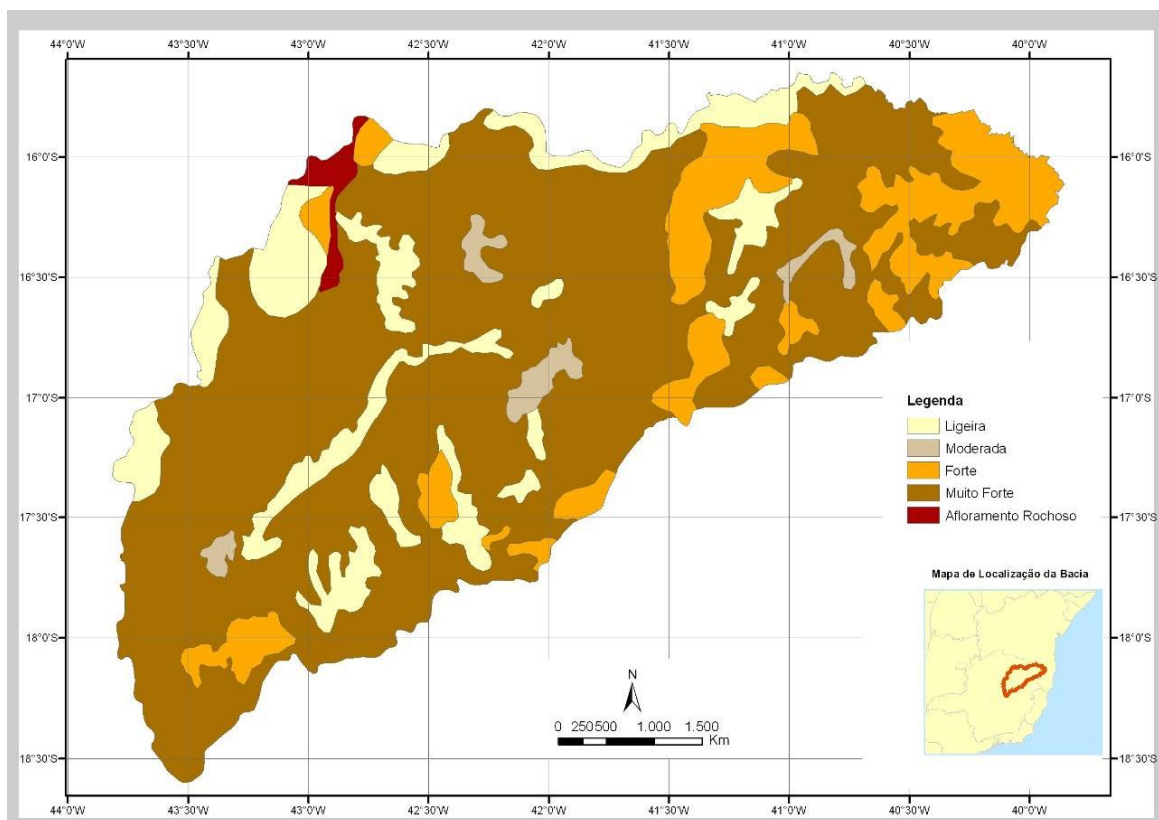 44°0'W 43°30'W 43°0'W 42°30'W 42°0'W 41°30'W 41°0'W 40°30'W 40°0'W
16°0'S 16°0'S
16°30'S 16°30'S
17°0'S 17°0'S
Legenda
Ligeira
Moderada
Forte
Muito Forte
Afloramento Rochoso
17°30'S 17°30'S
Mapa de Localização da Bacia
18°0'S 18°0'S
N
0 250500 1.000 1.500
Km
18°30'S 18°30'S
44°0'W 43°30'W 43°0'W 42°30'W 42°0'W 41°30'W 41°0'W 40°30'W 40°0'W